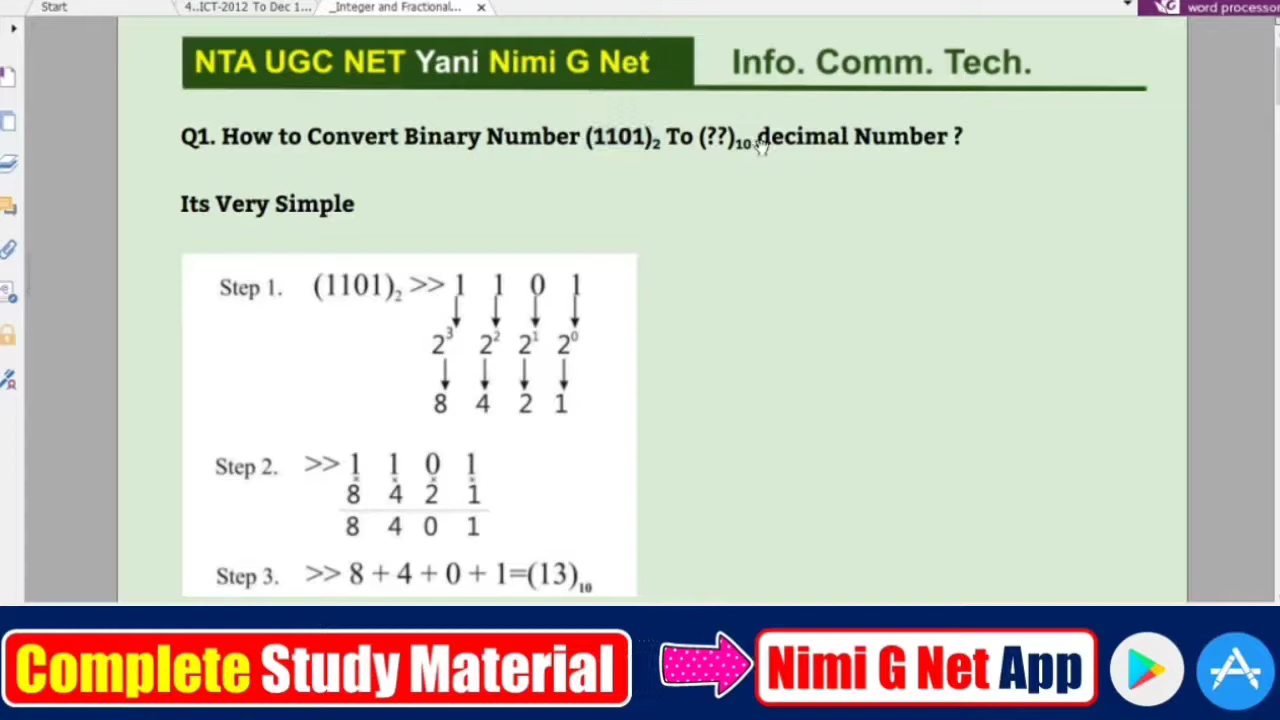 Start 4..ICT-2012 To Dec 1... _Integer and Fractional... × word processor
NTA UGC NET Yani Nimi G Net Info. Comm. Tech.
Q1. How to Convert Binary Number (1101)₂ To (??)₁₀ decimal Number ?
Its Very Simple
Step 1. (1101)₂ >> 1 1 0 1
2³ 2² 2¹ 2⁰
8 4 2 1
Step 2. >> 1 1 0 1
× × × ×
8 4 2 1
8 4 0 1
Step 3. >> 8 + 4 + 0 + 1=(13)₁₀
Complete Study Material Nimi G Net App